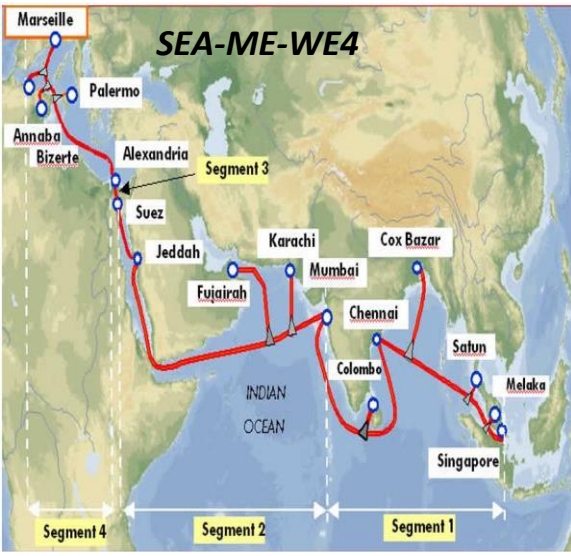 Marseille
SEA-ME-WE4
Palermo
Annaba
Bizerte
Alexandria
Segment 3
Suez
Jeddah
Karachi
Cox Bazar
Mumbai
Fujairah
Chennai
Satun
Colombo
Melaka
INDIAN
OCEAN
Singapore
Segment 4
Segment 2
Segment 1